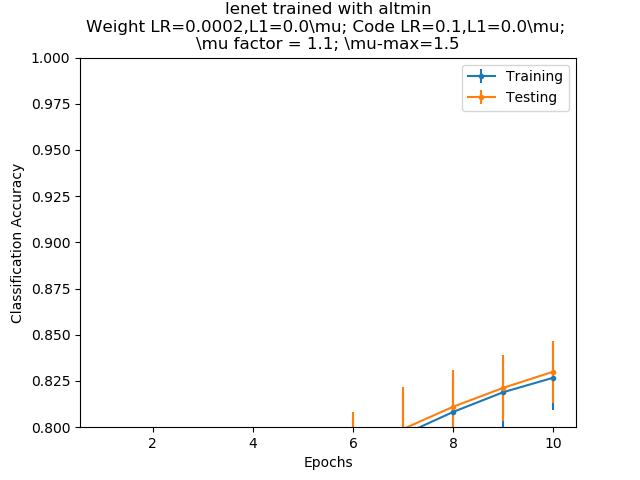 lenet trained with altmin
Weight LR=0.0002,L1=0.0\mu; Code LR=0.1,L1=0.0\mu;
\mu factor = 1.1; \mu-max=1.5
Training
Testing
Classification Accuracy
1.000
0.975
0.950
0.925
0.900
0.875
0.850
0.825
0.800
2 4 6 8 10
Epochs